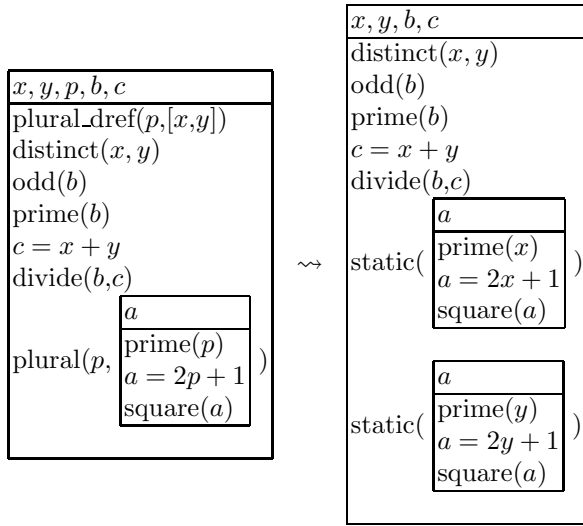 x, y, p, b, c
plural_dref(p,[x,y])
distinct(x, y)
odd(b)
prime(b)
c = x + y
divide(b,c)
plural(p,
a
prime(p)
a = 2p + 1
square(a)
)
⇝
x, y, b, c
distinct(x, y)
odd(b)
prime(b)
c = x + y
divide(b,c)
static(
a
prime(x)
a = 2x + 1
square(a)
)
static(
a
prime(y)
a = 2y + 1
square(a)
)